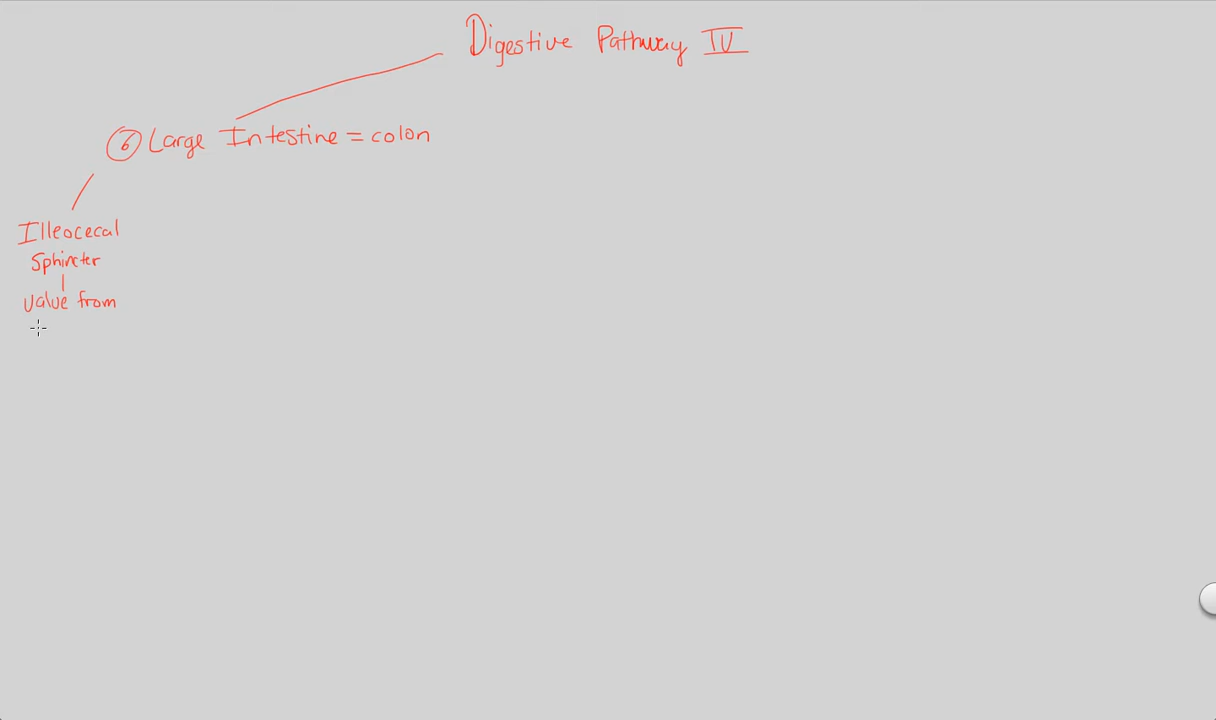 Digestive Pathway IV
6 Large Intestine = colon
Illeocecal
Sphincter
Value from